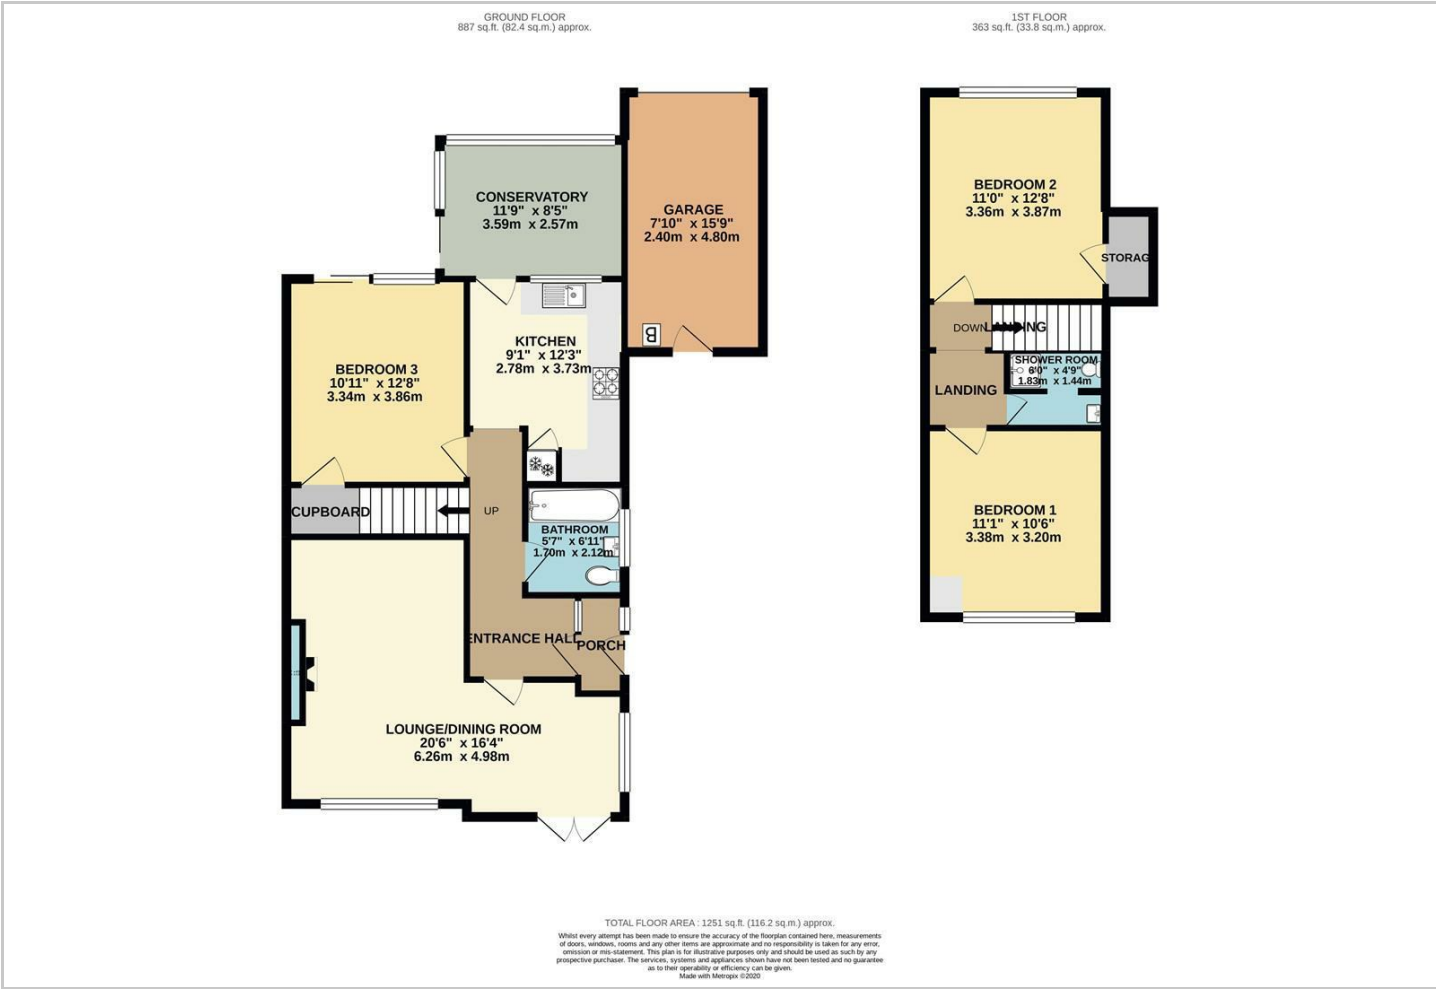 GROUND FLOOR
887 sq.ft. (82.4 sq.m.) approx.
1ST FLOOR
363 sq.ft. (33.8 sq.m.) approx.
CONSERVATORY
11'9" x 8'5"
3.59m x 2.57m
GARAGE
7'10" x 15'9"
2.40m x 4.80m
B
KITCHEN
9'1" x 12'3"
2.78m x 3.73m
BEDROOM 3
10'11" x 12'8"
3.34m x 3.86m
CUPBOARD
UP
BATHROOM
5'7" x 6'11"
1.70m x 2.12m
ENTRANCE HALL
PORCH
LOUNGE/DINING ROOM
20'6" x 16'4"
6.26m x 4.98m
BEDROOM 2
11'0" x 12'8"
3.36m x 3.87m
STORAG
DOWN
LANDING
SHOWER ROOM
6'0" x 4'9"
1.83m x 1.44m
LANDING
BEDROOM 1
11'1" x 10'6"
3.38m x 3.20m
TOTAL FLOOR AREA : 1251 sq.ft. (116.2 sq.m.) approx.
Whilst every attempt has been made to ensure the accuracy of the floorplan contained here, measurements
of doors, windows, rooms and any other items are approximate and no responsibility is taken for any error,
omission or mis-statement. This plan is for illustrative purposes only and should be used as such by any
prospective purchaser. The services, systems and appliances shown have not been tested and no guarantee
as to their operability or efficiency can be given.
Made with Metropix ©2020